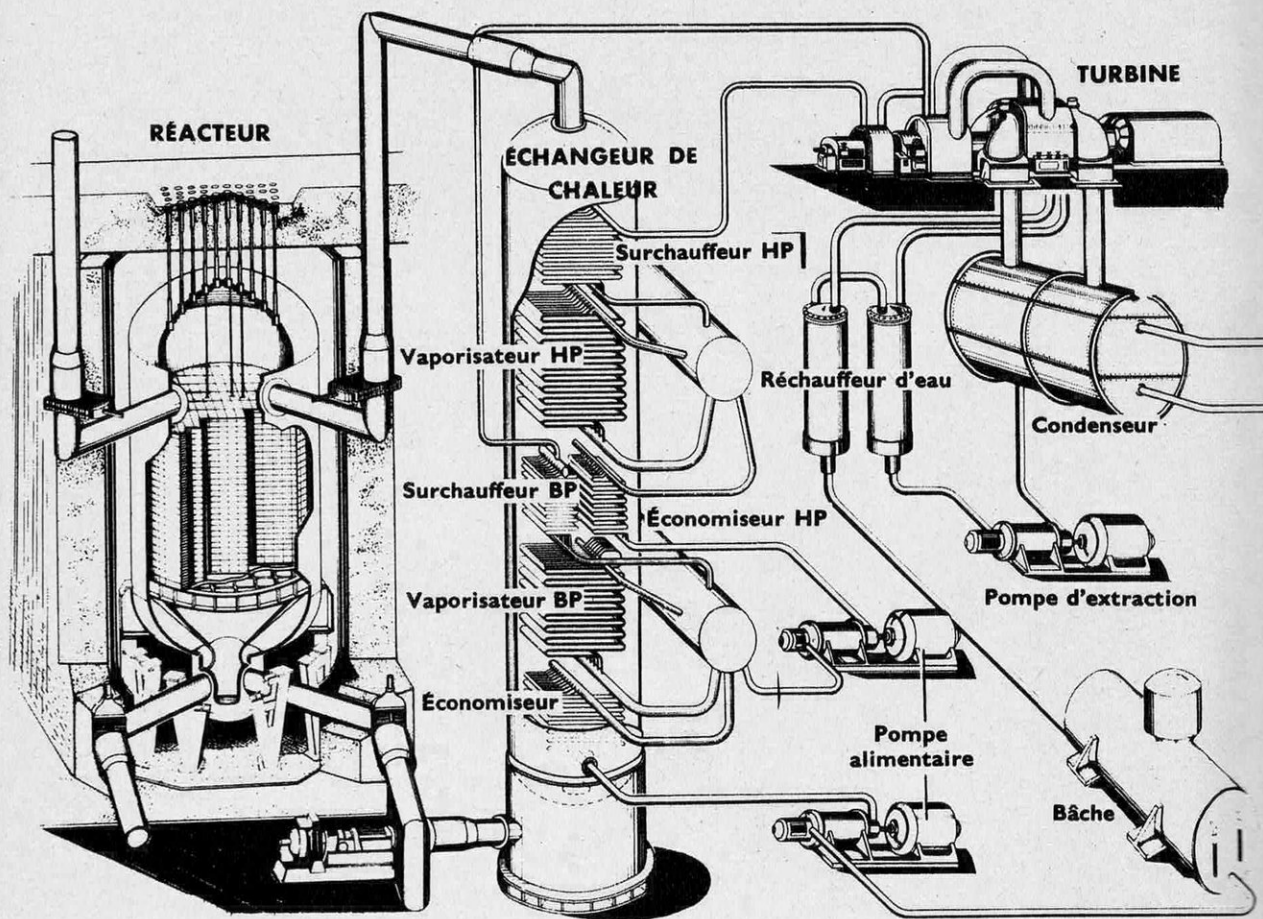 RÉACTEUR
ÉCHANGEUR DE
CHALEUR
TURBINE
Surchauffeur HP
Vaporisateur HP
Réchauffeur d'eau
Condenseur
Surchauffeur BP
Économiseur HP
Vaporisateur BP
Pompe d'extraction
Économiseur
Pompe
alimentaire
Bâche